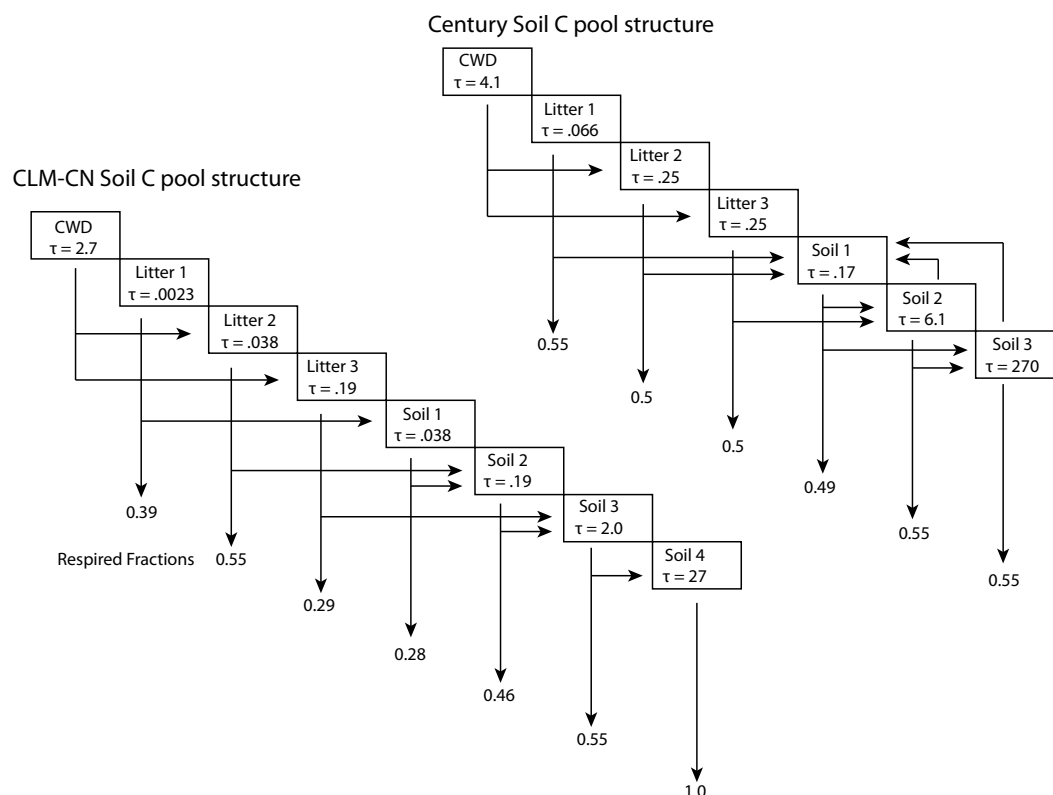 Century Soil C pool structure
CWD
τ = 4.1
Litter 1
τ = .066
Litter 2
τ = .25
Litter 3
τ = .25
Soil 1
τ = .17
Soil 2
τ = 6.1
Soil 3
τ = 270
0.55
0.5
0.5
0.49
0.55
0.55
CLM-CN Soil C pool structure
CWD
τ = 2.7
Litter 1
τ = .0023
Litter 2
τ = .038
Litter 3
τ = .19
Soil 1
τ = .038
Soil 2
τ = .19
Soil 3
τ = 2.0
Soil 4
τ = 27
0.39
Respired Fractions
0.55
0.29
0.28
0.46
0.55
1.0